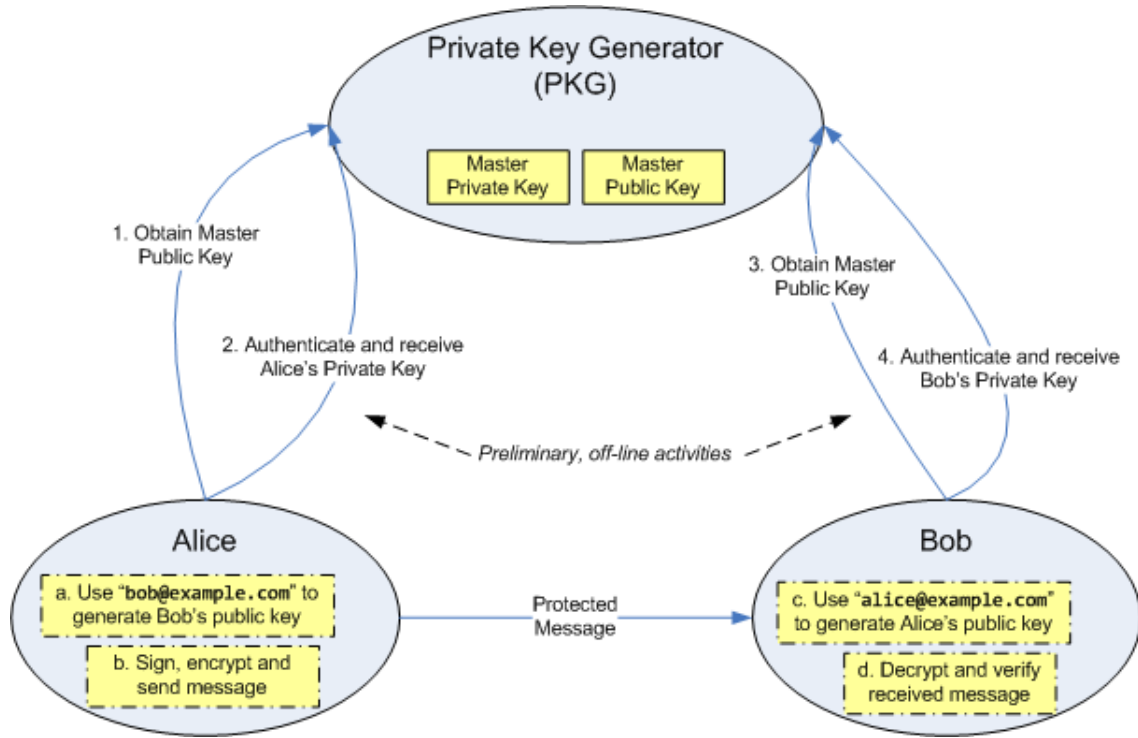 Private Key Generator
(PKG)
Master
Private Key
Master
Public Key
1. Obtain Master
Public Key
2. Authenticate and receive
Alice's Private Key
3. Obtain Master
Public Key
4. Authenticate and receive
Bob's Private Key
Preliminary, off-line activities
Alice
a. Use “bob@example.com” to
generate Bob's public key
b. Sign, encrypt and
send message
Protected
Message
Bob
c. Use “alice@example.com”
to generate Alice's public key
d. Decrypt and verify
received message